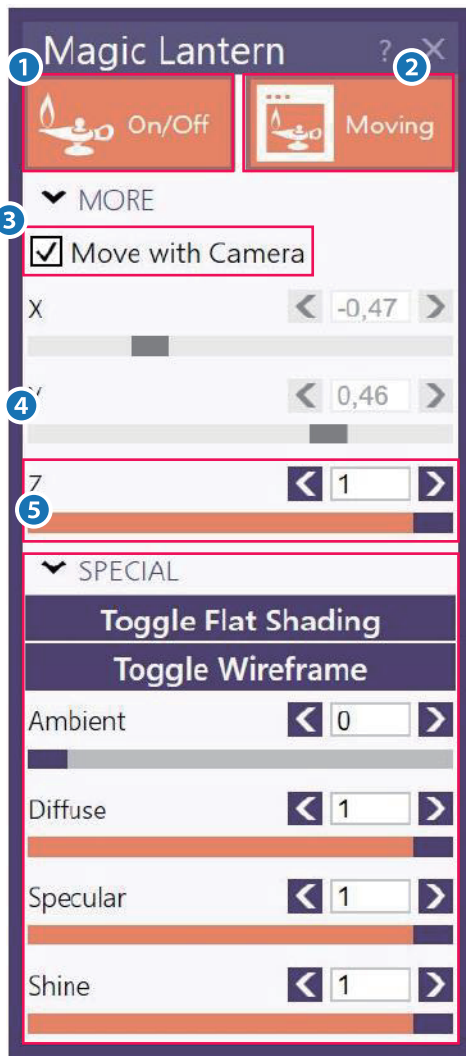 Magic Lantern ? X
1 2
On/Off Moving
MORE
3
Move with Camera
X -0,47
4 0,46
Z 1
5
SPECIAL
Toggle Flat Shading
Toggle Wireframe
Ambient 0
Diffuse 1
Specular 1
Shine 1